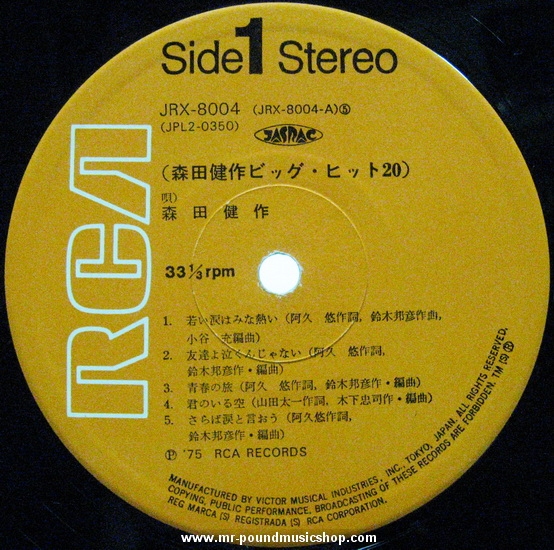 Side 1 Stereo
JRX-8004 (JRX-8004-A)⑤
(JPL2-0350) JASRAC
(森田健作ビッグ・ヒット20)
唄)
森田健作
33 1/3 rpm
RCA
1. 若い涙はみな熱い (阿久 悠作詞, 鈴木邦彦作曲,
小谷 充編曲)
2. 友達よ泣くんじゃない (阿久 悠作詞,
鈴木邦彦作・編曲)
3. 青春の旅 (阿久 悠作詞, 鈴木邦彦作・編曲)
4. 君のいる空 (山田太一作詞, 木下忠司作・編曲)
5. さらば涙と言おう (阿久悠作詞,
鈴木邦彦作・編曲)
Ⓟ '75 RCA RECORDS
MANUFACTURED BY VICTOR MUSICAL INDUSTRIES, INC., TOKYO, JAPAN. ALL RIGHTS RESERVED.
COPYING, PUBLIC PERFORMANCE, BROADCASTING OF THESE RECORDS ARE FORBIDDEN. TM (S)
REG MARCA (S) REGISTRADA (S) RCA CORPORATION.
www.mr-poundmusicshop.com